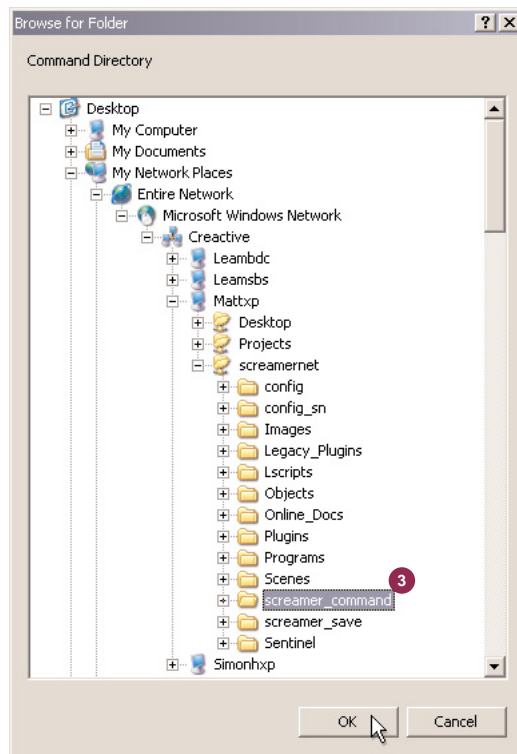 Browse for Folder
Command Directory
Desktop
My Computer
My Documents
My Network Places
Entire Network
Microsoft Windows Network
Creactive
Leambdc
Leamsbs
Mattxp
Desktop
Projects
screamernet
config
config_sn
Images
Legacy_Plugins
Lscripts
Objects
Online_Docs
Plugins
Programs
Scenes
3
screamer_command
screamer_save
Sentinel
Simonhxp
OK
Cancel